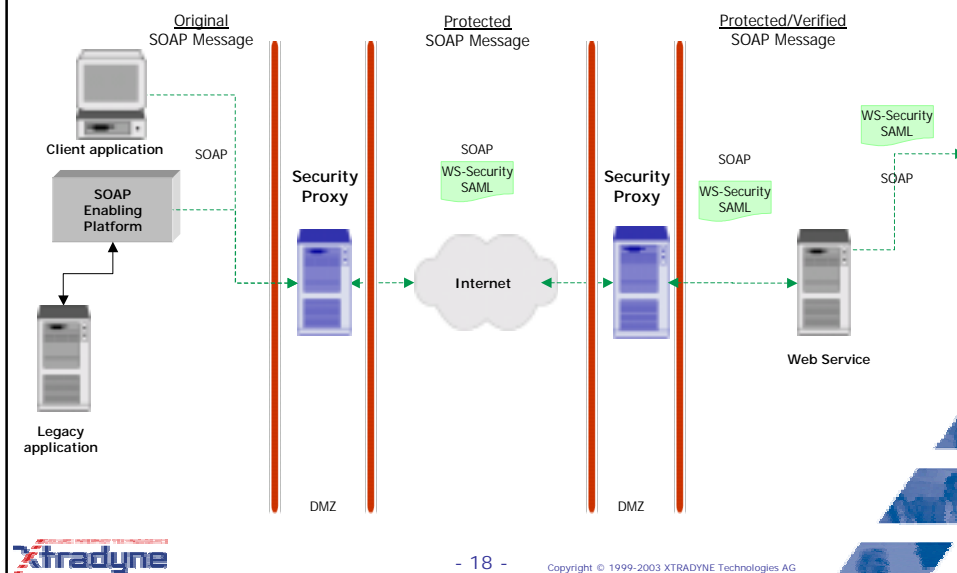 Original
SOAP Message
Protected
SOAP Message
Protected/Verified
SOAP Message
Client application
SOAP
SOAP
Enabling
Platform
Legacy
application
Security
Proxy
DMZ
SOAP
WS-Security
SAML
Internet
Security
Proxy
DMZ
SOAP
WS-Security
SAML
WS-Security
SAML
SOAP
Web Service
Xtradyne
- 18 -
Copyright © 1999-2003 XTRADYNE Technologies AG